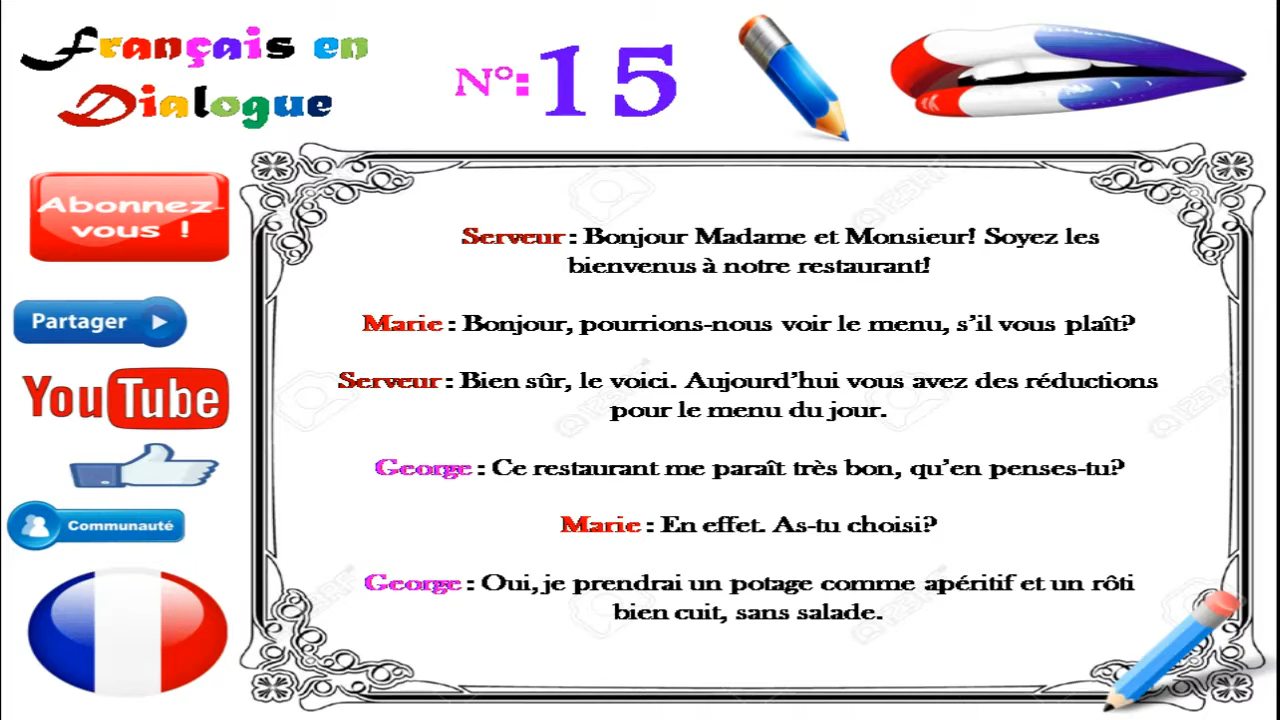 Français en
Dialogue
N°:15
Abonnez-
vous !
Partager
YouTube
Communauté
Serveur : Bonjour Madame et Monsieur! Soyez les
bienvenus à notre restaurant!
Marie : Bonjour, pourrions-nous voir le menu, s'il vous plaît?
Serveur : Bien sûr, le voici. Aujourd'hui vous avez des réductions
pour le menu du jour.
George : Ce restaurant me paraît très bon, qu'en penses-tu?
Marie : En effet. As-tu choisi?
George : Oui, je prendrai un potage comme apéritif et un rôti
bien cuit, sans salade.